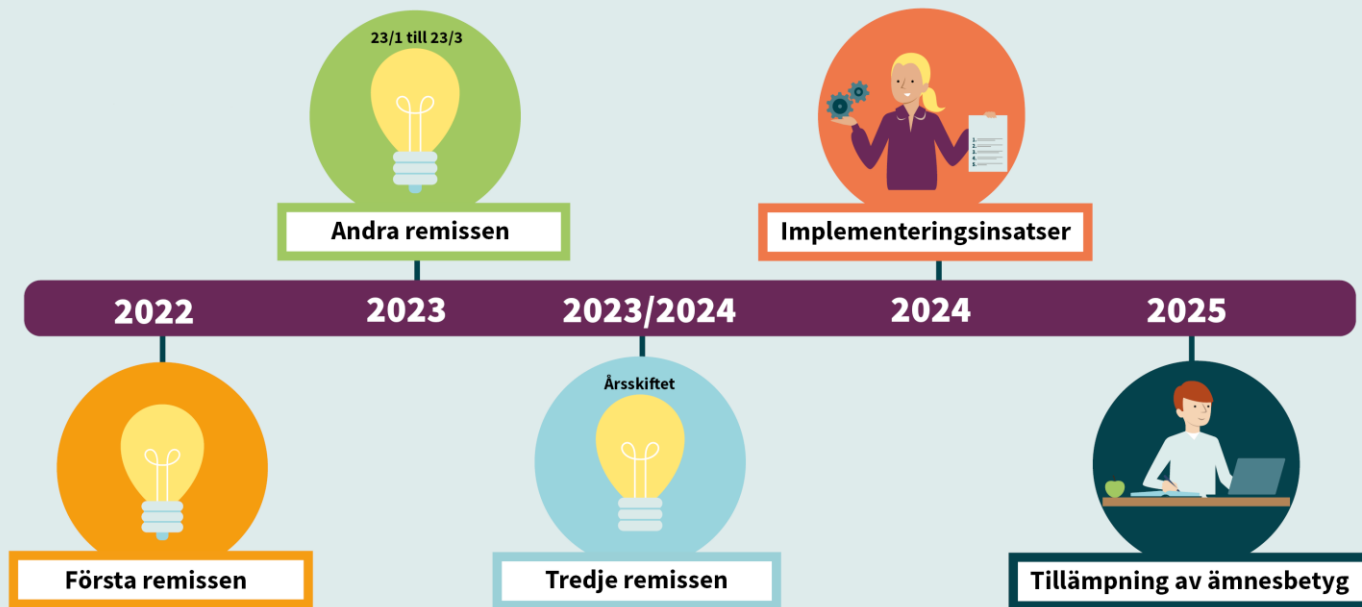 23/1 till 23/3
Andra remissen
Implementeringsinsatser
2022
2023
2023/2024
2024
2025
Årsskiftet
Första remissen
Tredje remissen
Tillämpning av ämnesbetyg